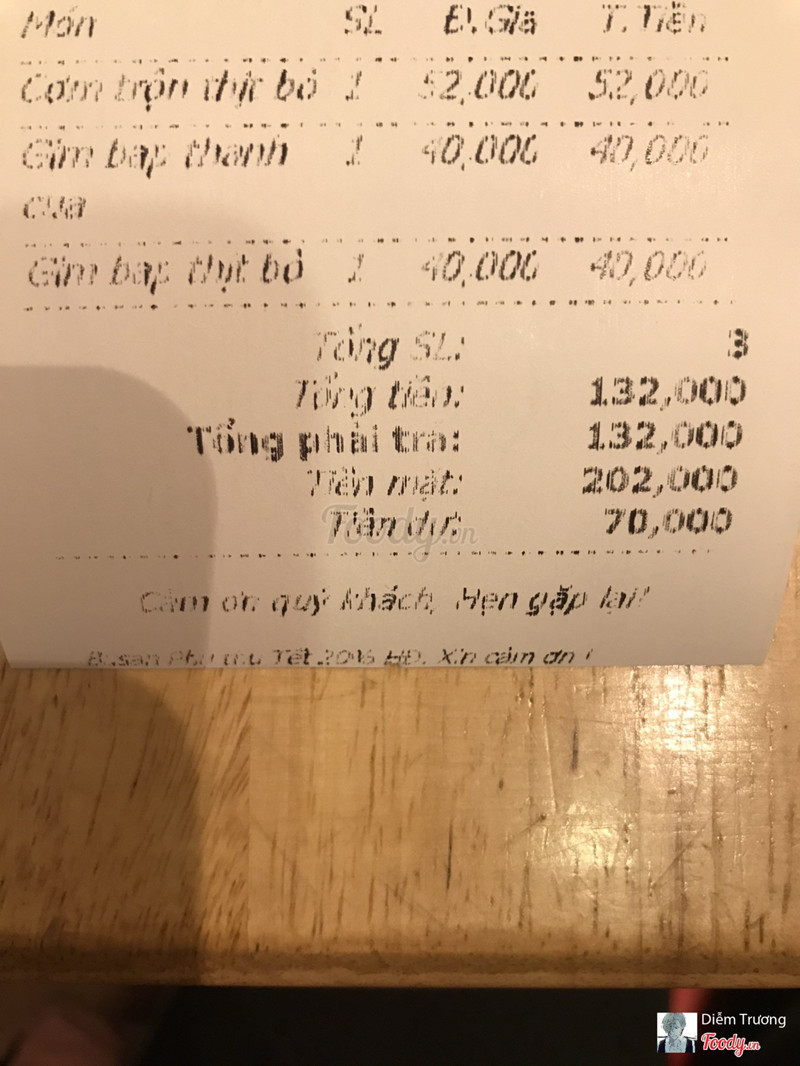 Món SL Đ.Giá T.Tiền
Cơm trộn thịt bò 1 52,000 52,000
Gim bap thanh 1 40,000 40,000
cua
Gim bap thịt bò 1 40,000 40,000
Tổng SL: 3
Tổng tiền: 132,000
Tổng phải trả: 132,000
Tiền mặt: 202,000
Tiền dư: 70,000
Foody.vn
Cảm ơn quý khách, Hẹn gặp lại!
Tết 20% HĐ. Xin cảm ơn !
Diễm Trương
Foody.vn